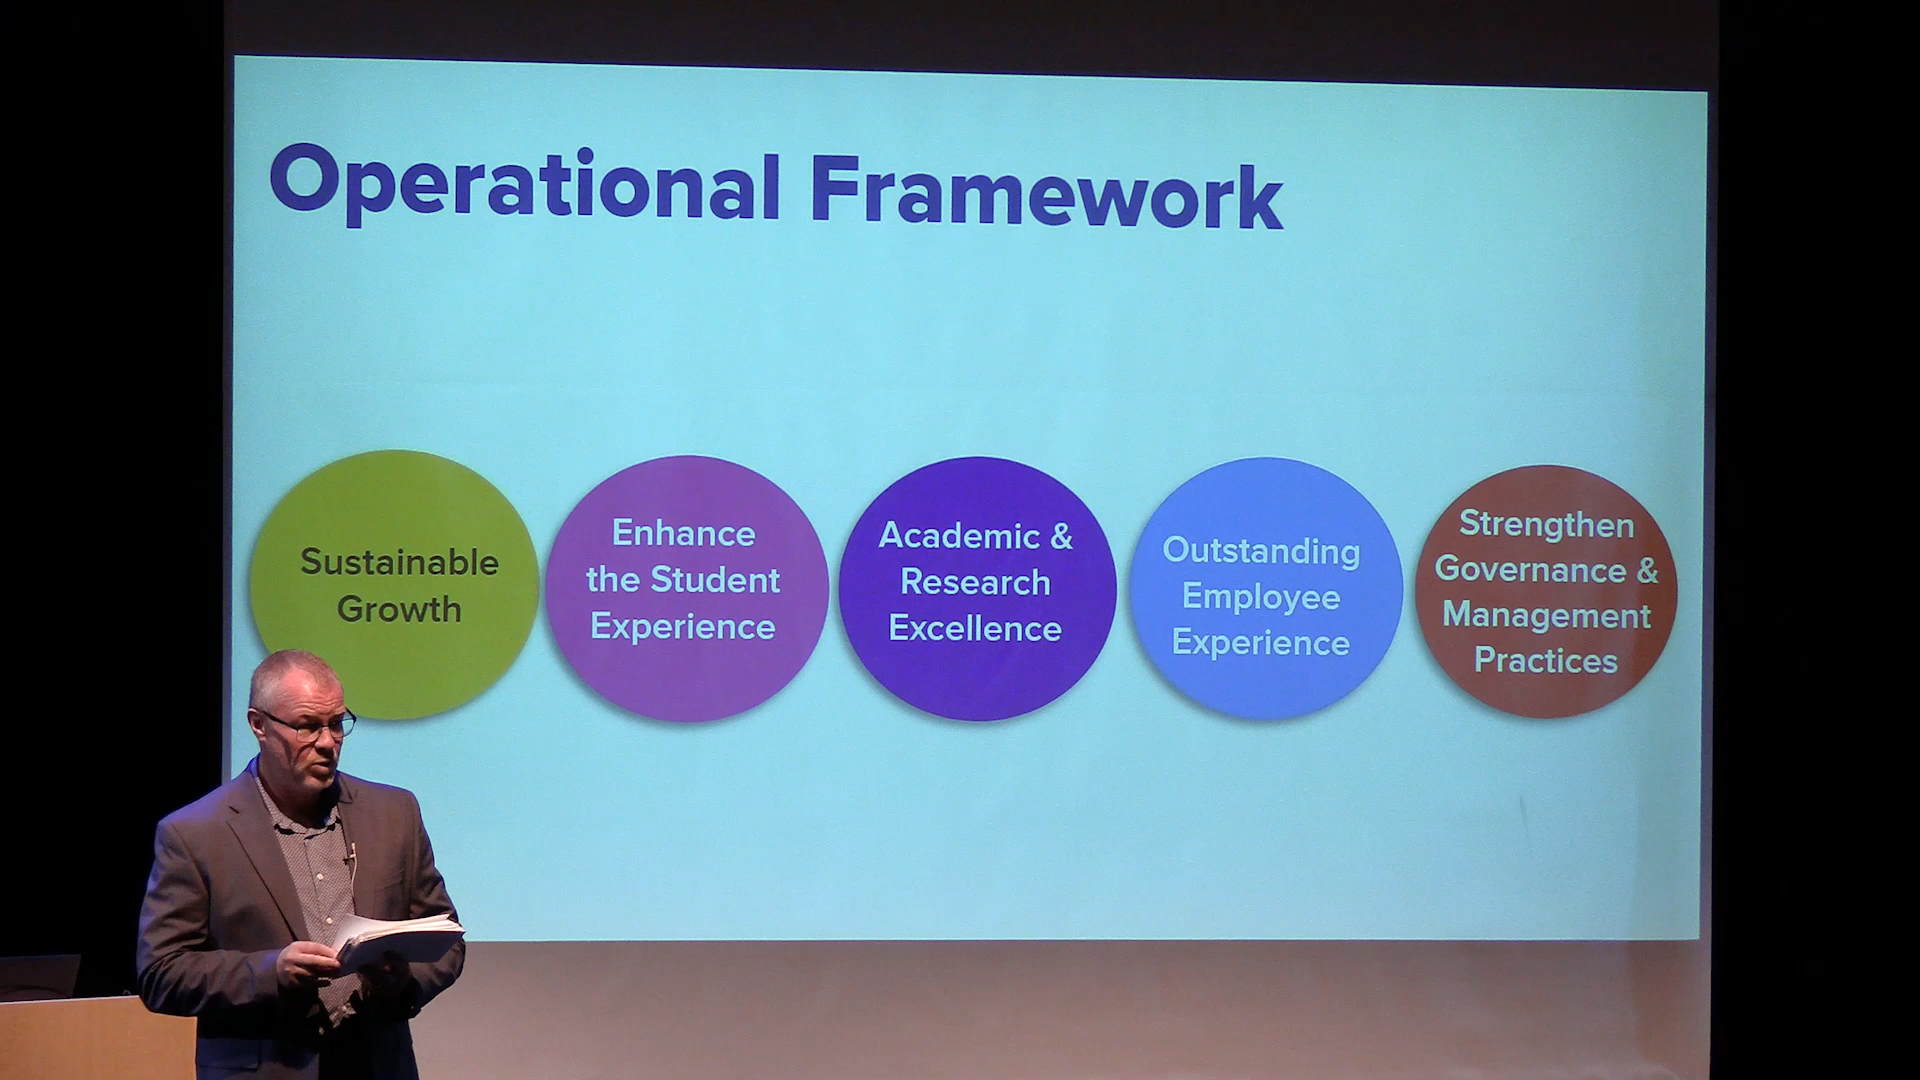 Operational Framework
Sustainable
Growth
Enhance
the Student
Experience
Academic &
Research
Excellence
Outstanding
Employee
Experience
Strengthen
Governance &
Management
Practices